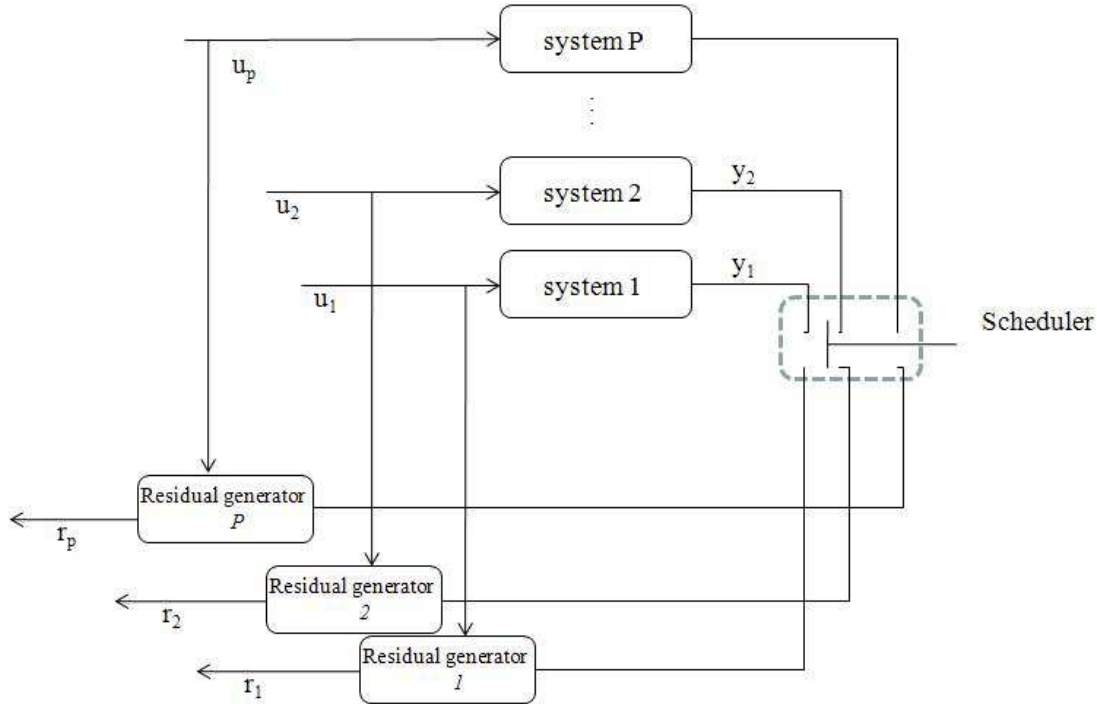 system P
u_p
system 2
y_2
u_2
system 1
y_1
u_1
Scheduler
Residual generator
P
r_p
Residual generator
2
r_2
Residual generator
1
r_1